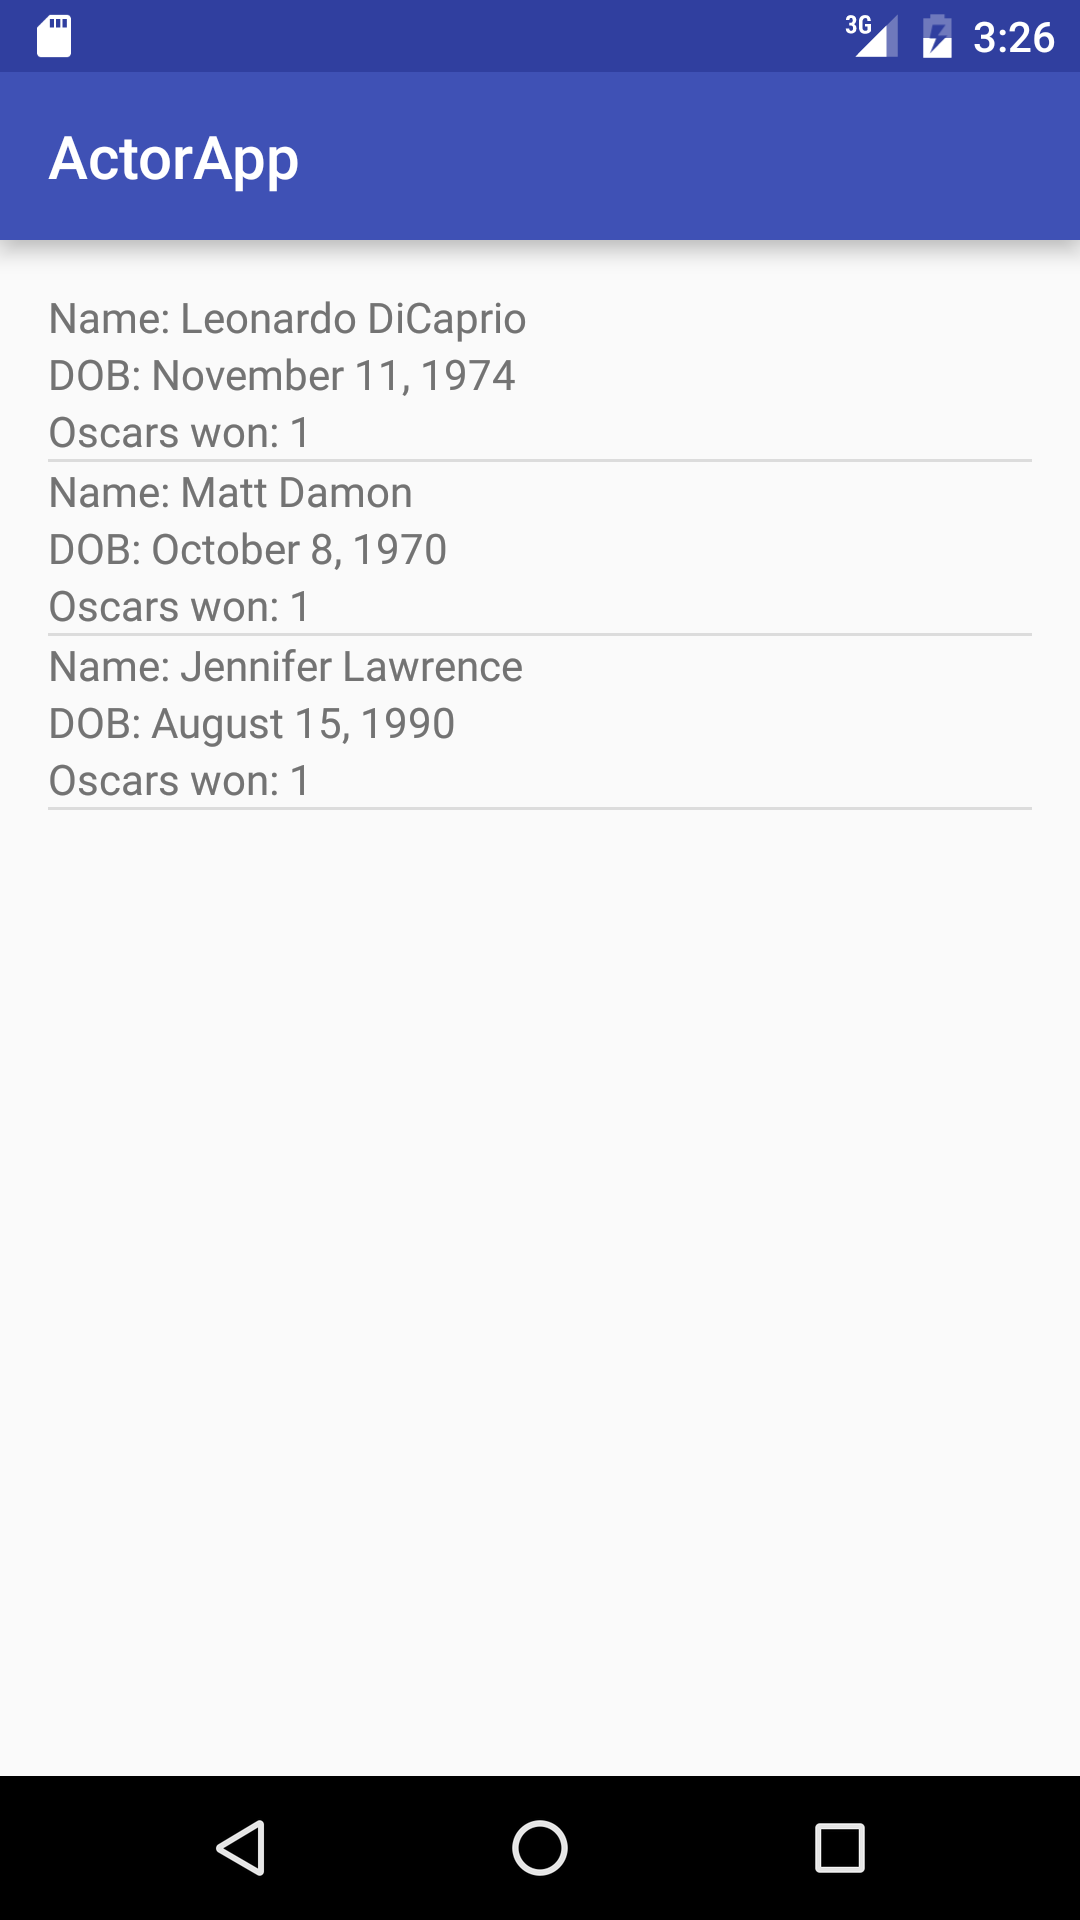 3G 3:26
ActorApp
Name: Leonardo DiCaprio
DOB: November 11, 1974
Oscars won: 1
Name: Matt Damon
DOB: October 8, 1970
Oscars won: 1
Name: Jennifer Lawrence
DOB: August 15, 1990
Oscars won: 1